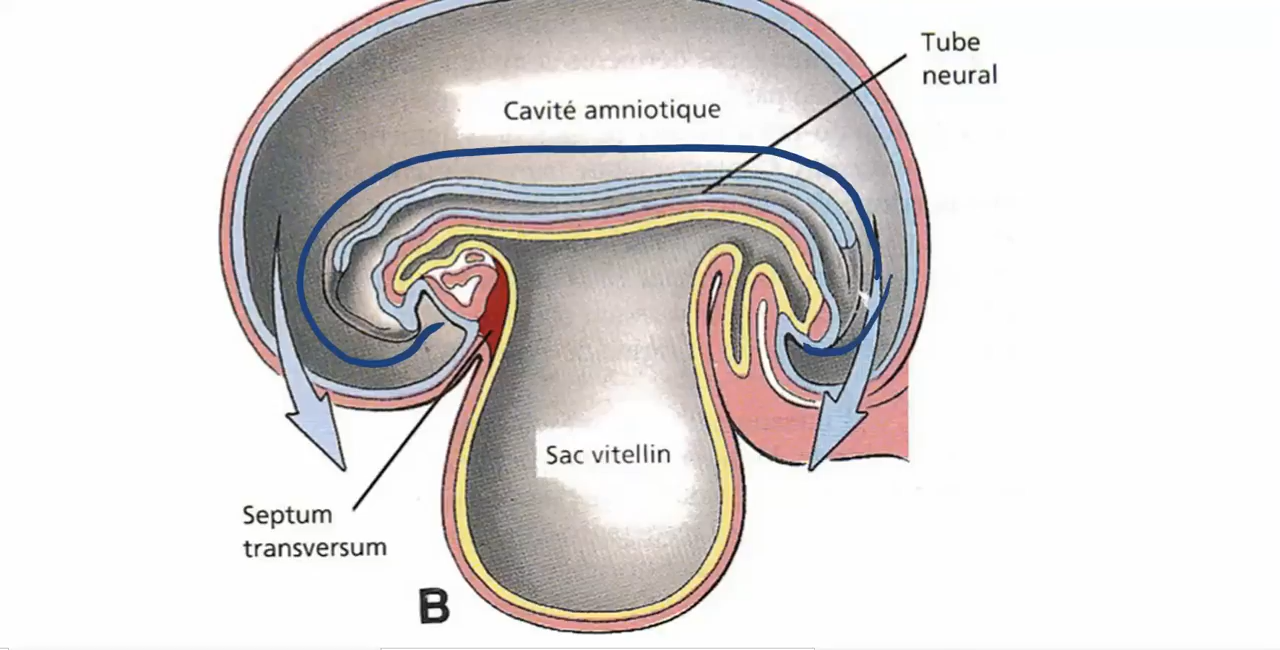 Tube
neural
Cavité amniotique
Sac vitellin
Septum
transversum
B